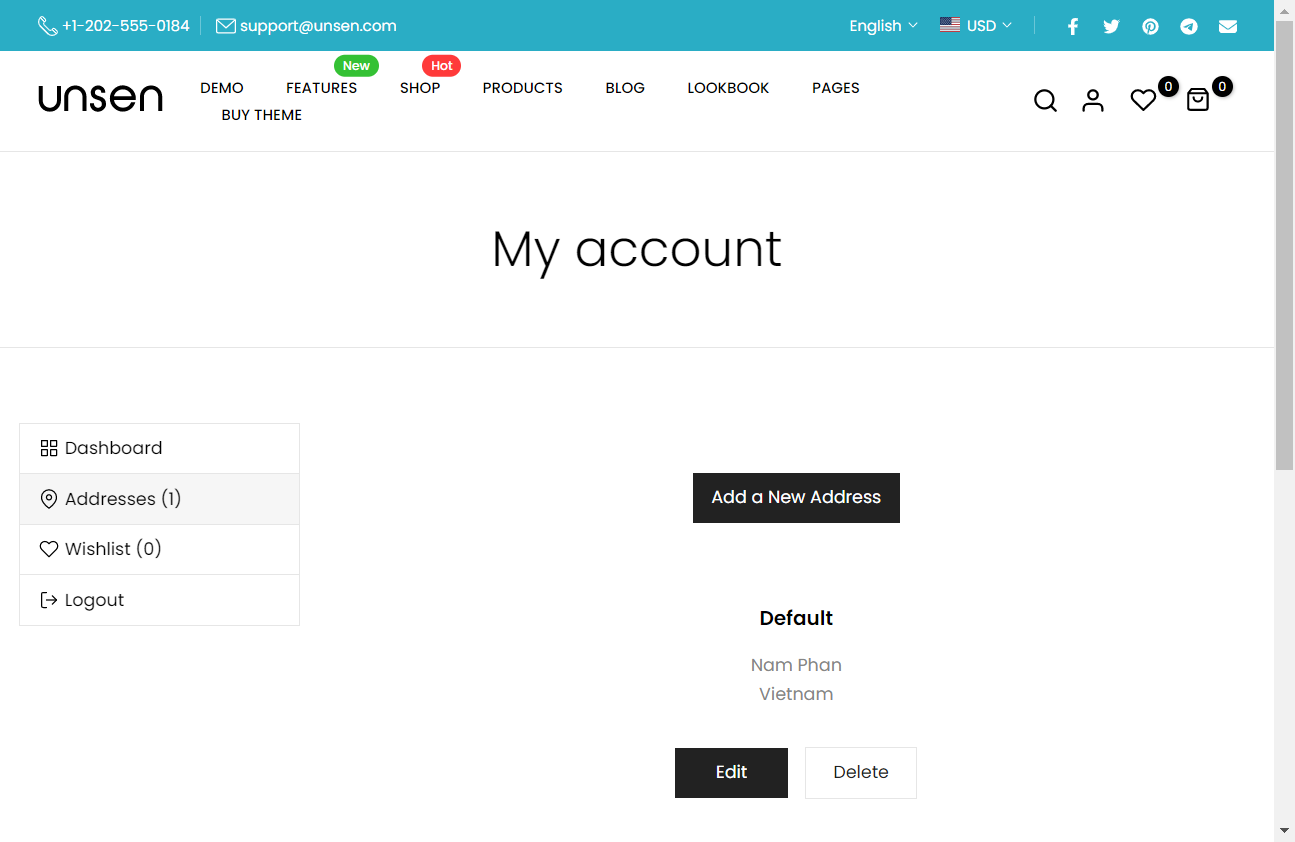 +1-202-555-0184 support@unsen.com English USD
New Hot
unsen DEMO FEATURES SHOP PRODUCTS BLOG LOOKBOOK PAGES 0 0
BUY THEME
My account
Dashboard
Addresses (1)
Wishlist (0)
Logout
Add a New Address
Default
Nam Phan
Vietnam
Edit Delete